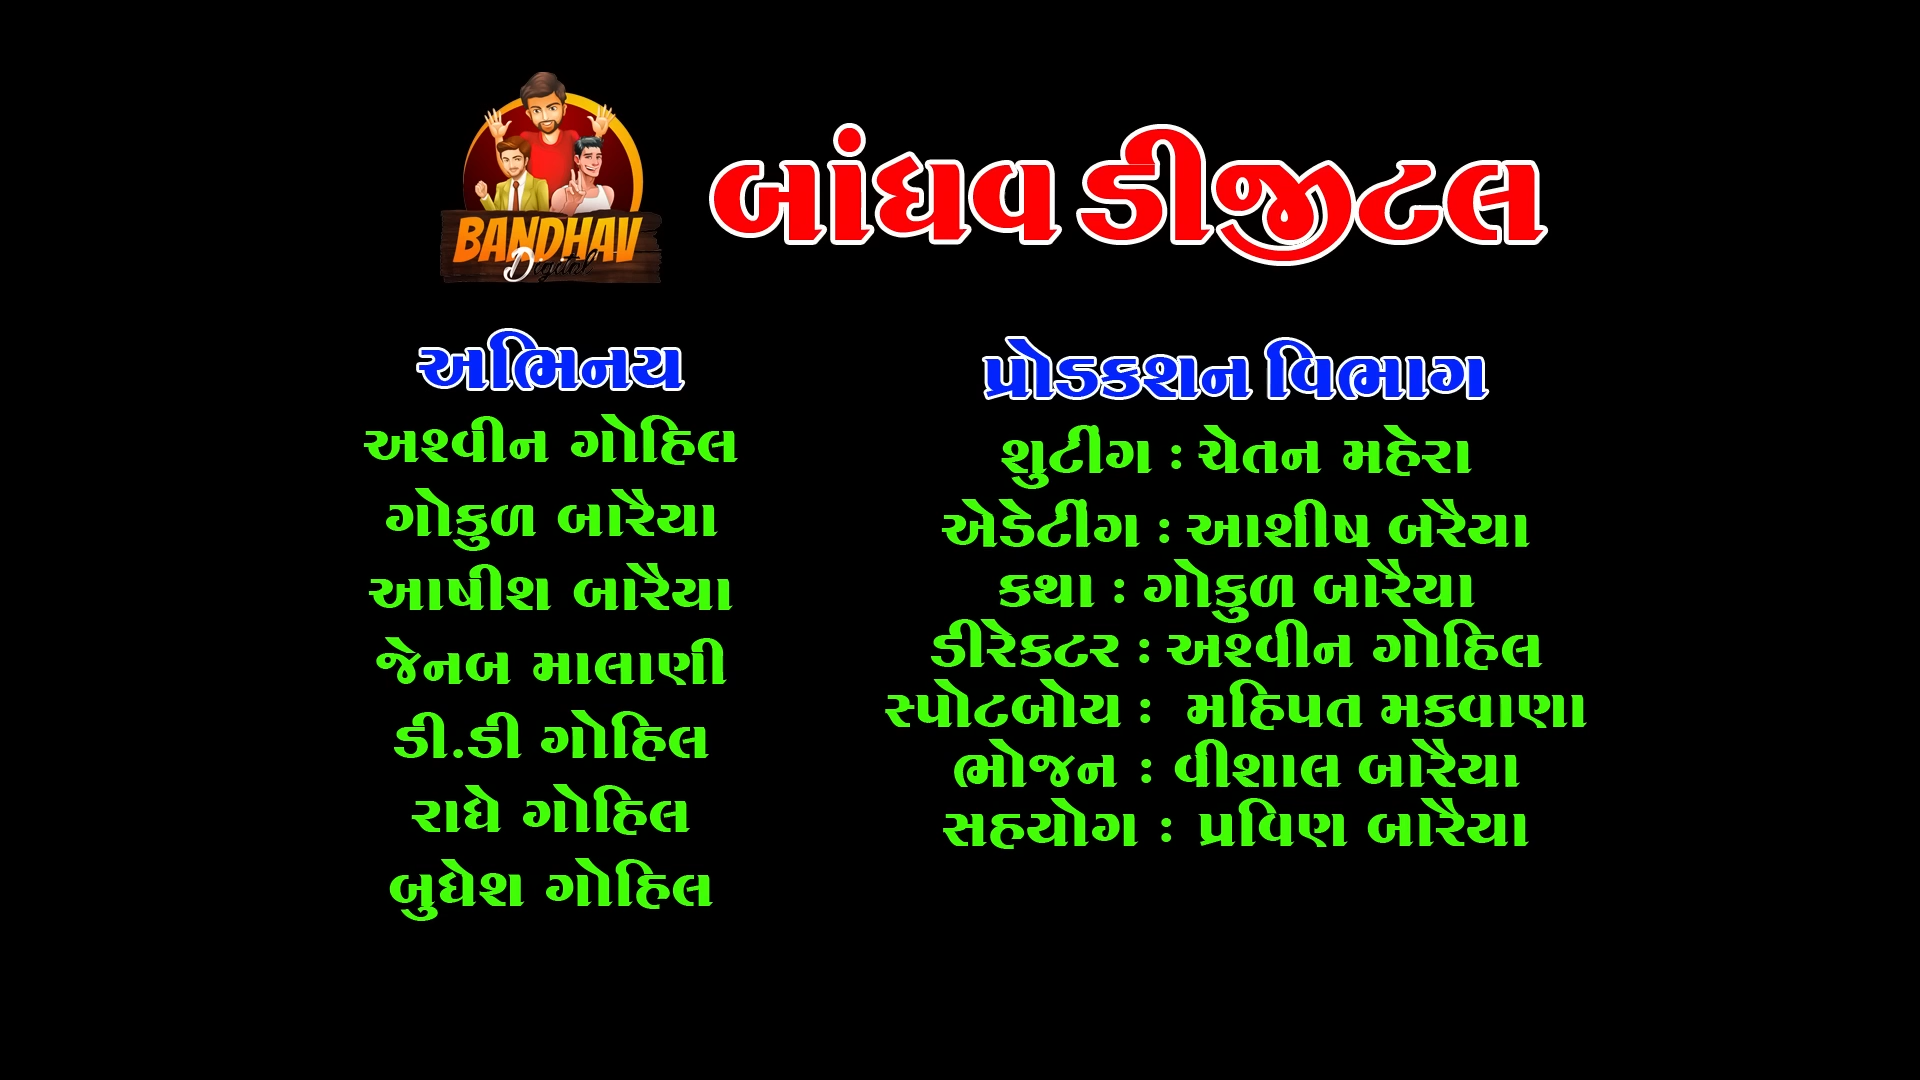 BANDHAV
Digital
બાંધવ ડીજીટલ
અભિનય
અશ્વીન ગોહિલ
ગોકુળ બારૈયા
આષીશ બારૈયા
જેનબ માલાણી
ડી.ડી ગોહિલ
રાધે ગોહિલ
બુધેશ ગોહિલ
પ્રોડકશન વિભાગ
શુટીંગ : ચેતન મહેરા
એડેટીંગ : આશીષ બરૈયા
કથા : ગોકુળ બારૈયા
ડીરેકટર : અશ્વીન ગોહિલ
સ્પોટબોય : મહિપત મકવાણા
ભોજન : વીશાલ બારૈયા
સહયોગ : પ્રવિણ બારૈયા